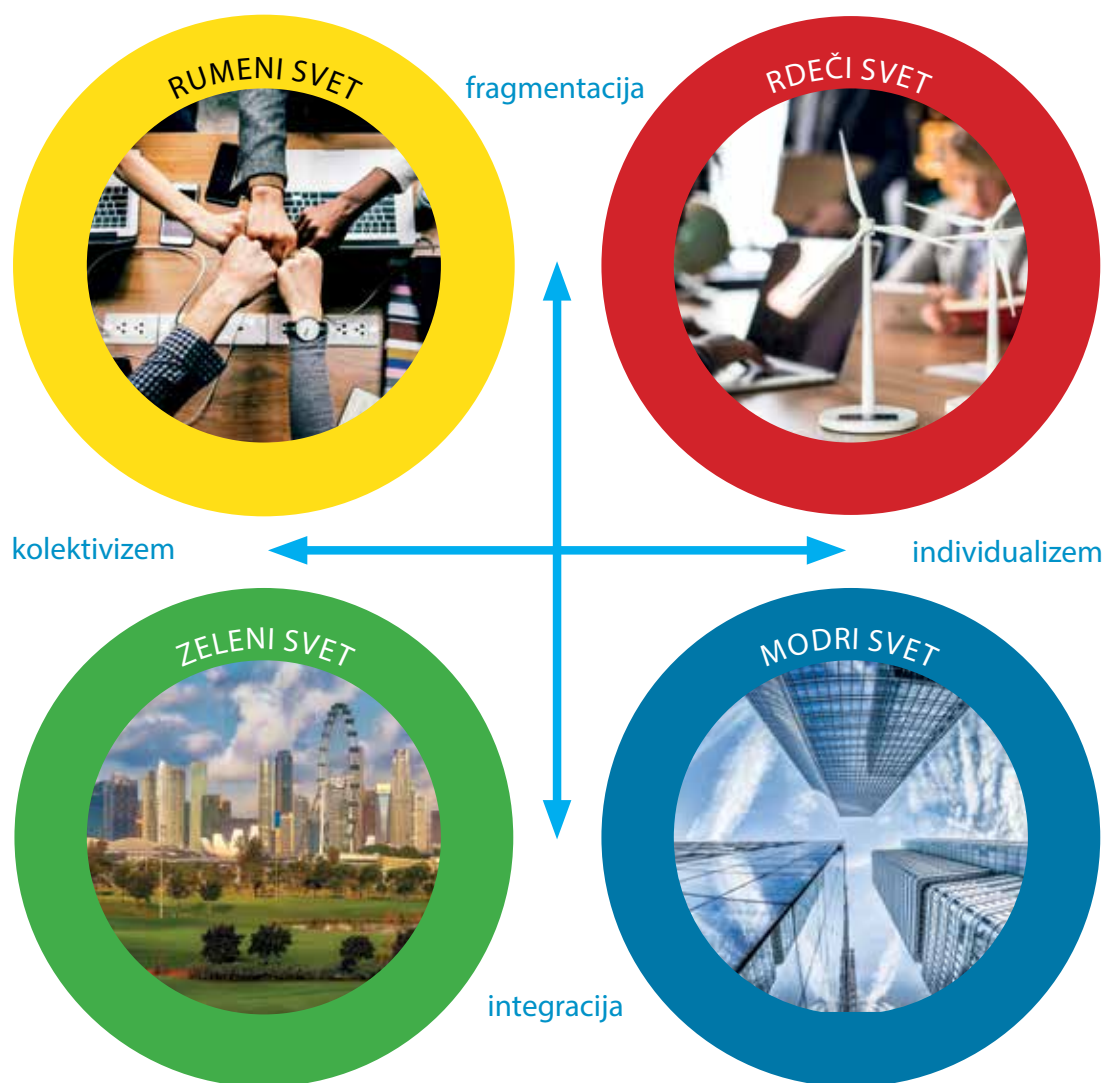 RUMENI SVET
fragmentacija
RDEČI SVET
kolektivizem
individualizem
ZELENI SVET
MODRI SVET
integracija